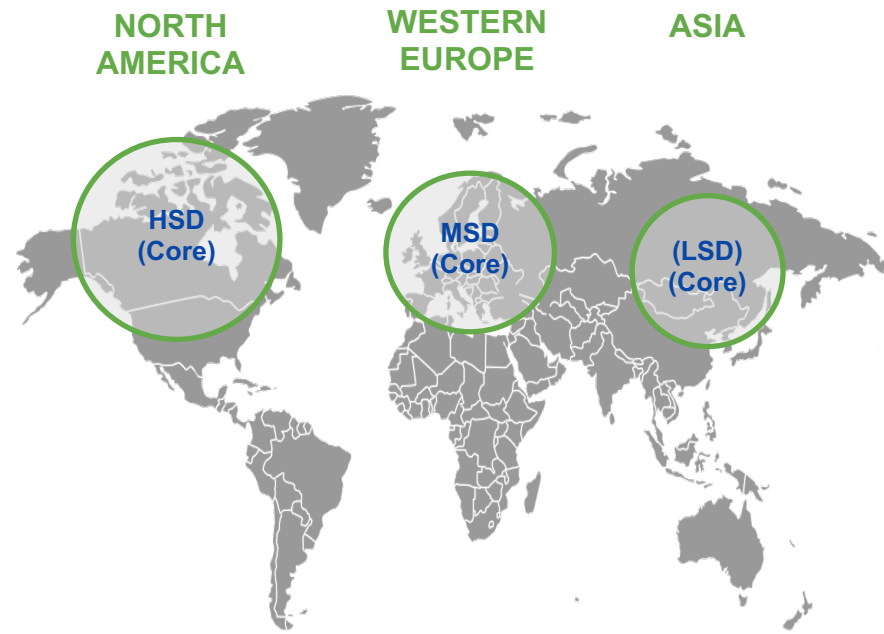 NORTH
AMERICA
WESTERN
EUROPE
ASIA
HSD
(Core)
MSD
(Core)
(LSD)
(Core)